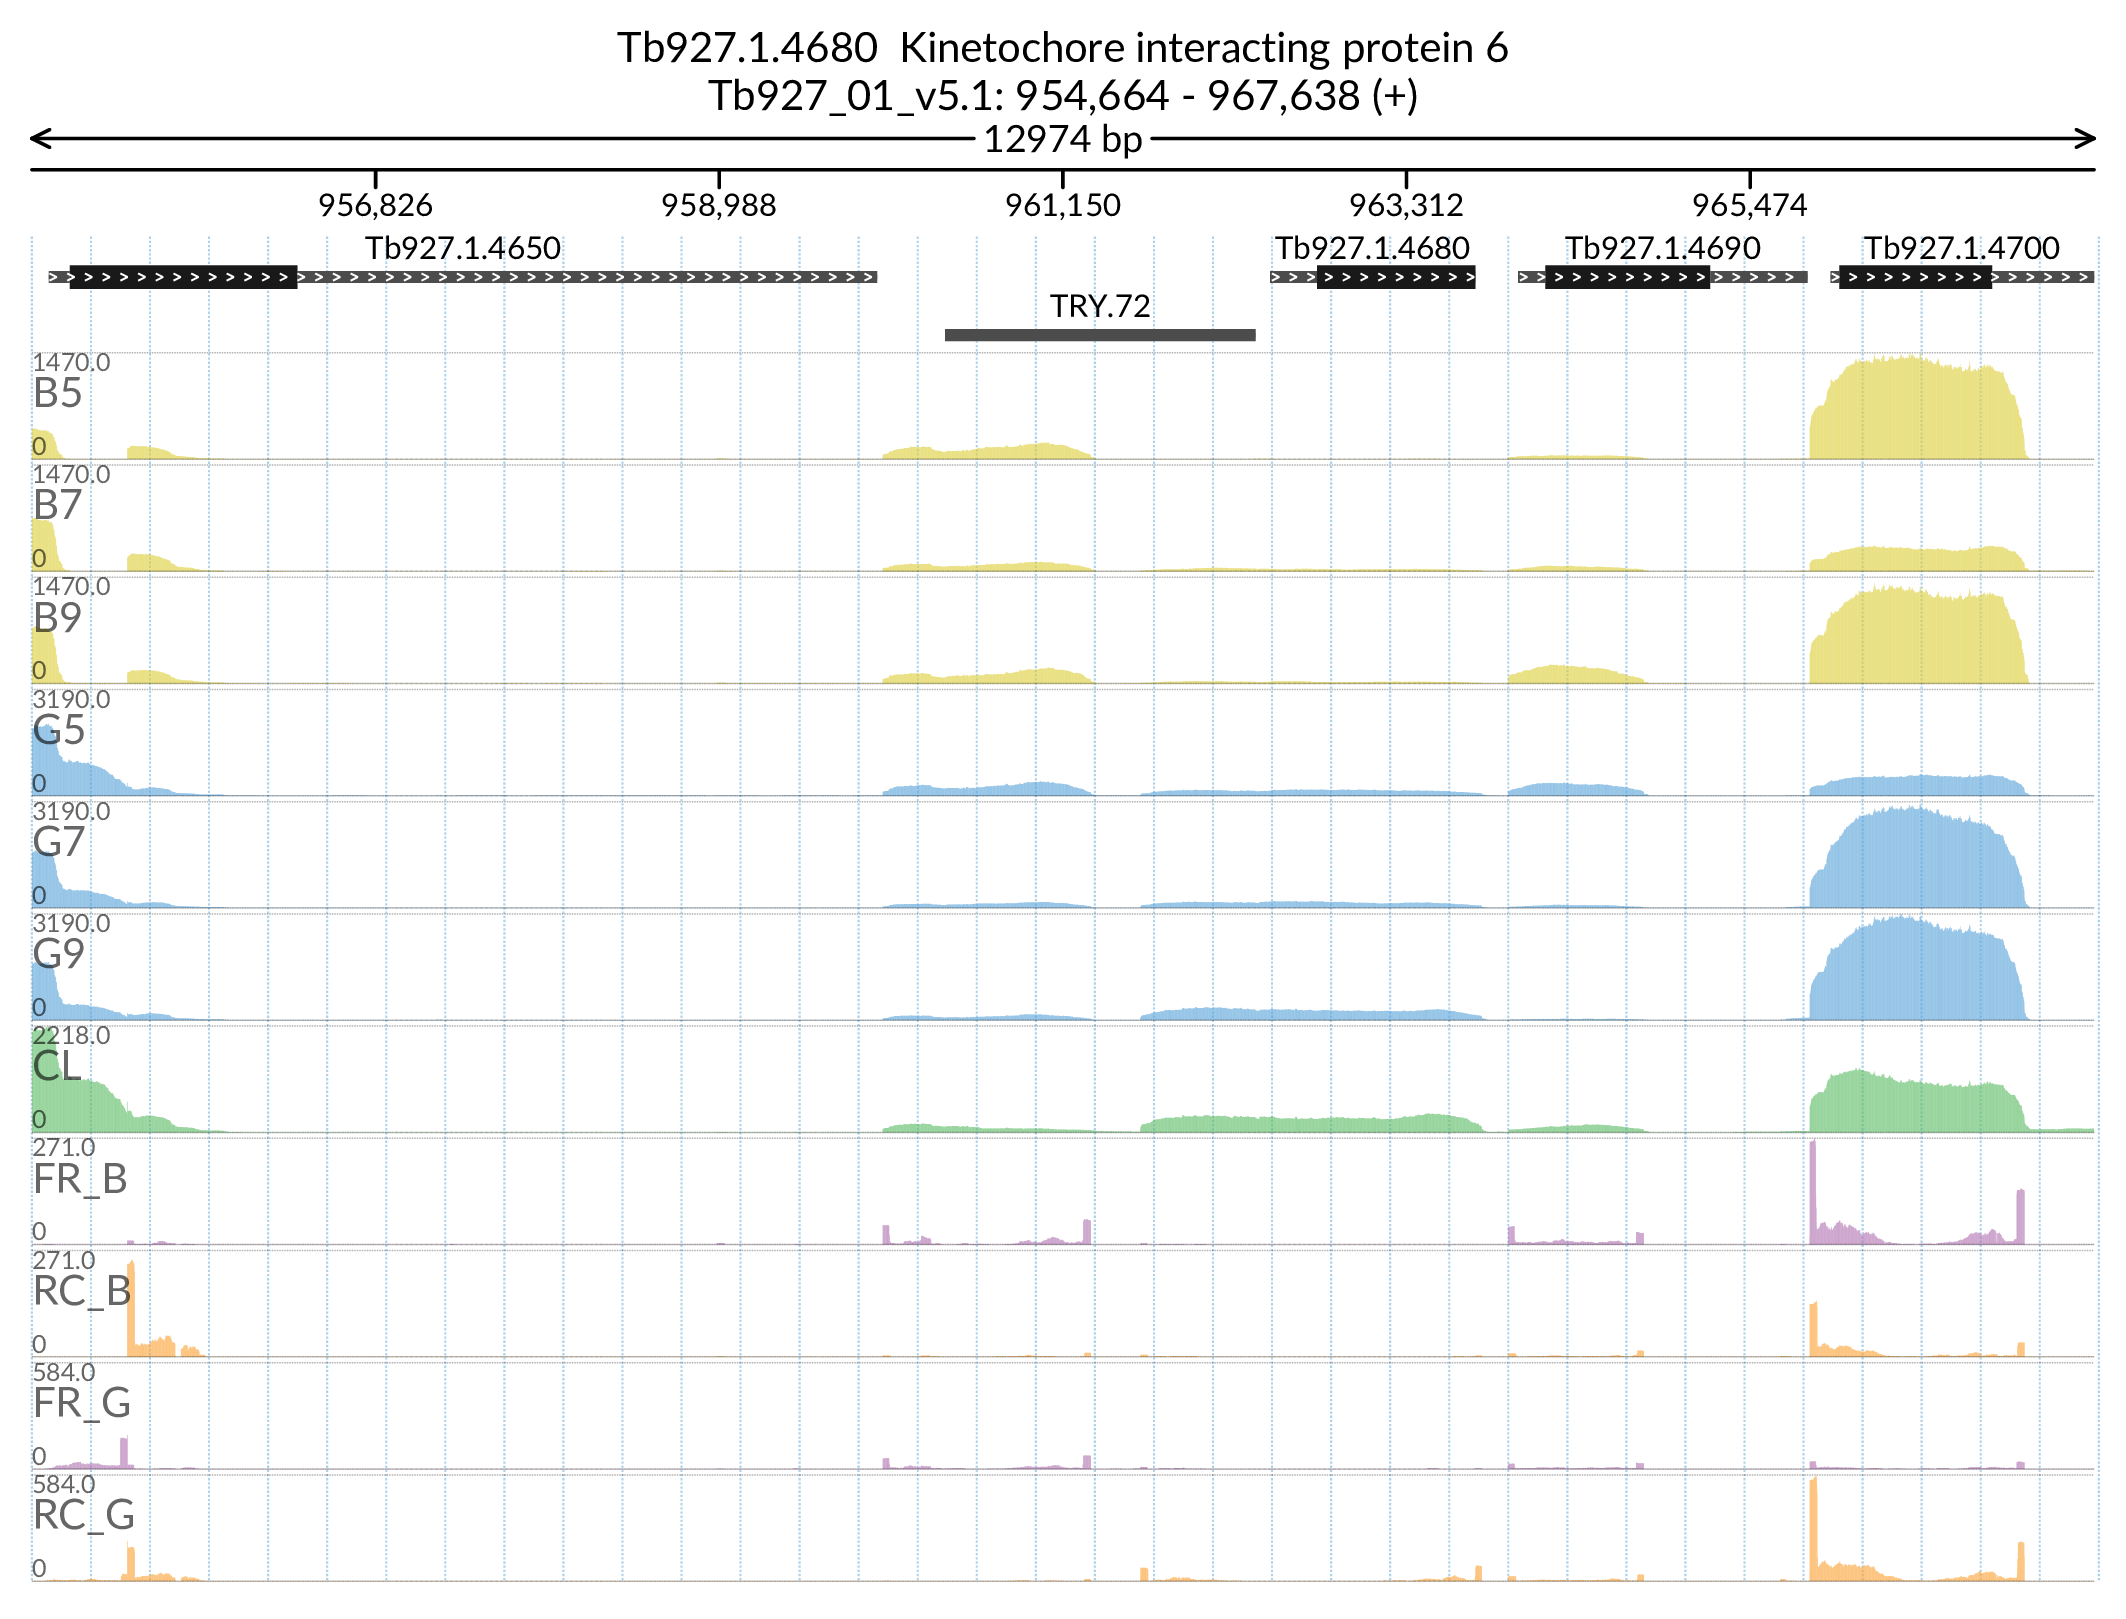 Tb927.1.4680 Kinetochore interacting protein 6
Tb927_01_v5.1: 954,664 - 967,638 (+)
12974 bp
956,826 958,988 961,150 963,312 965,474
Tb927.1.4650 Tb927.1.4680 Tb927.1.4690 Tb927.1.4700
TRY.72
1470.0
B5
0
1470.0
B7
0
1470.0
B9
0
3190.0
G5
0
3190.0
G7
0
3190.0
G9
0
2218.0
CL
0
271.0
FR_B
0
271.0
RC_B
0
584.0
FR_G
0
584.0
RC_G
0